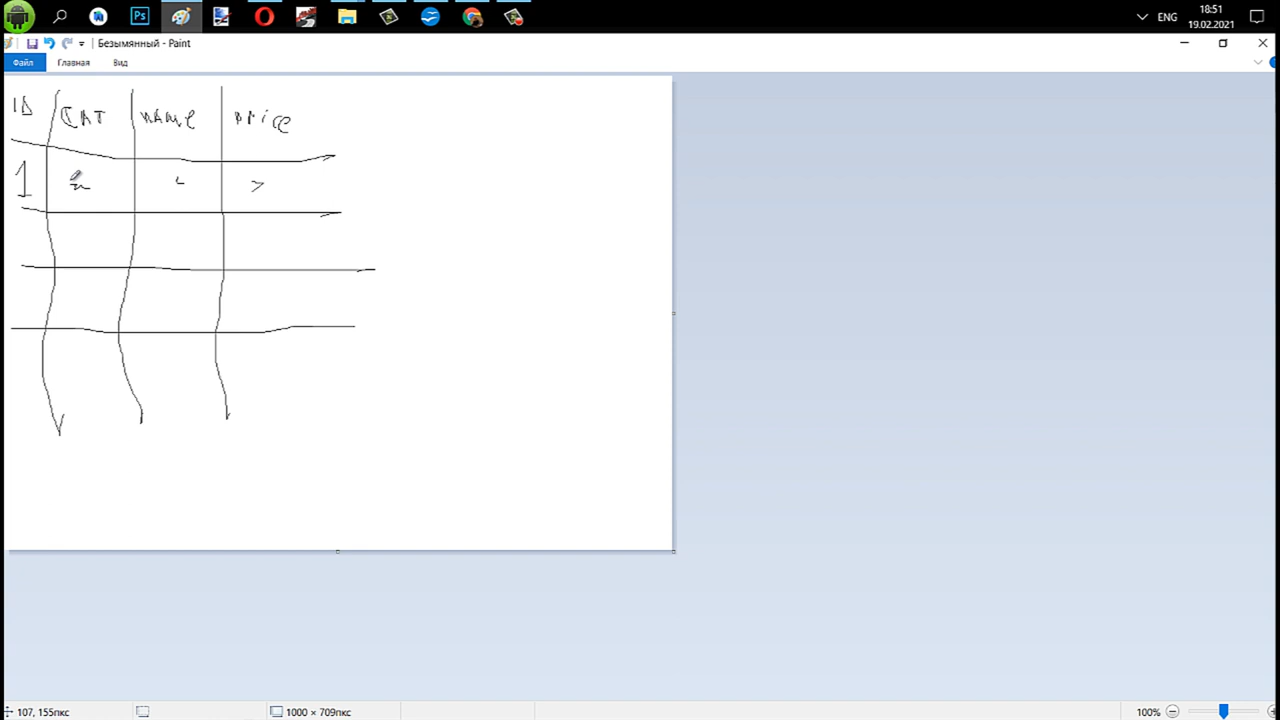 Ps
ENG
18:51
19.02.2021
Безымянный - Paint
Файл
Главная
Вид
ID CAT NAME PRICE
1
107, 155пкс
1000 × 709пкс
100%